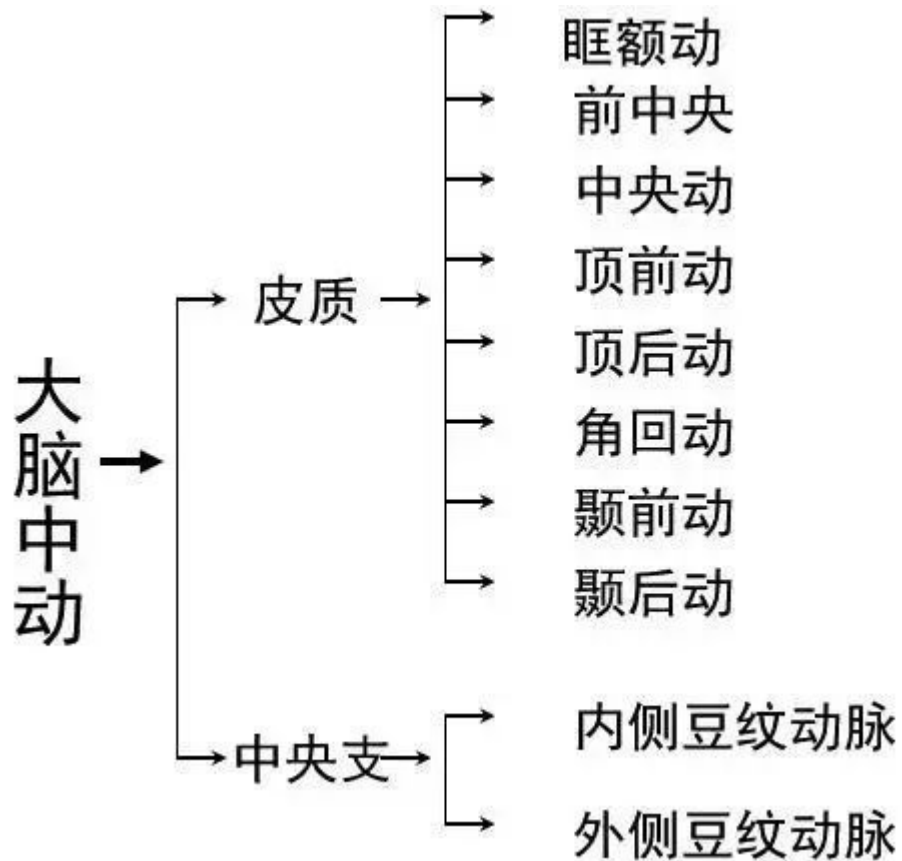 大脑中动
皮质
眶额动
前中央
中央动
顶前动
顶后动
角回动
颞前动
颞后动
中央支
内侧豆纹动脉
外侧豆纹动脉